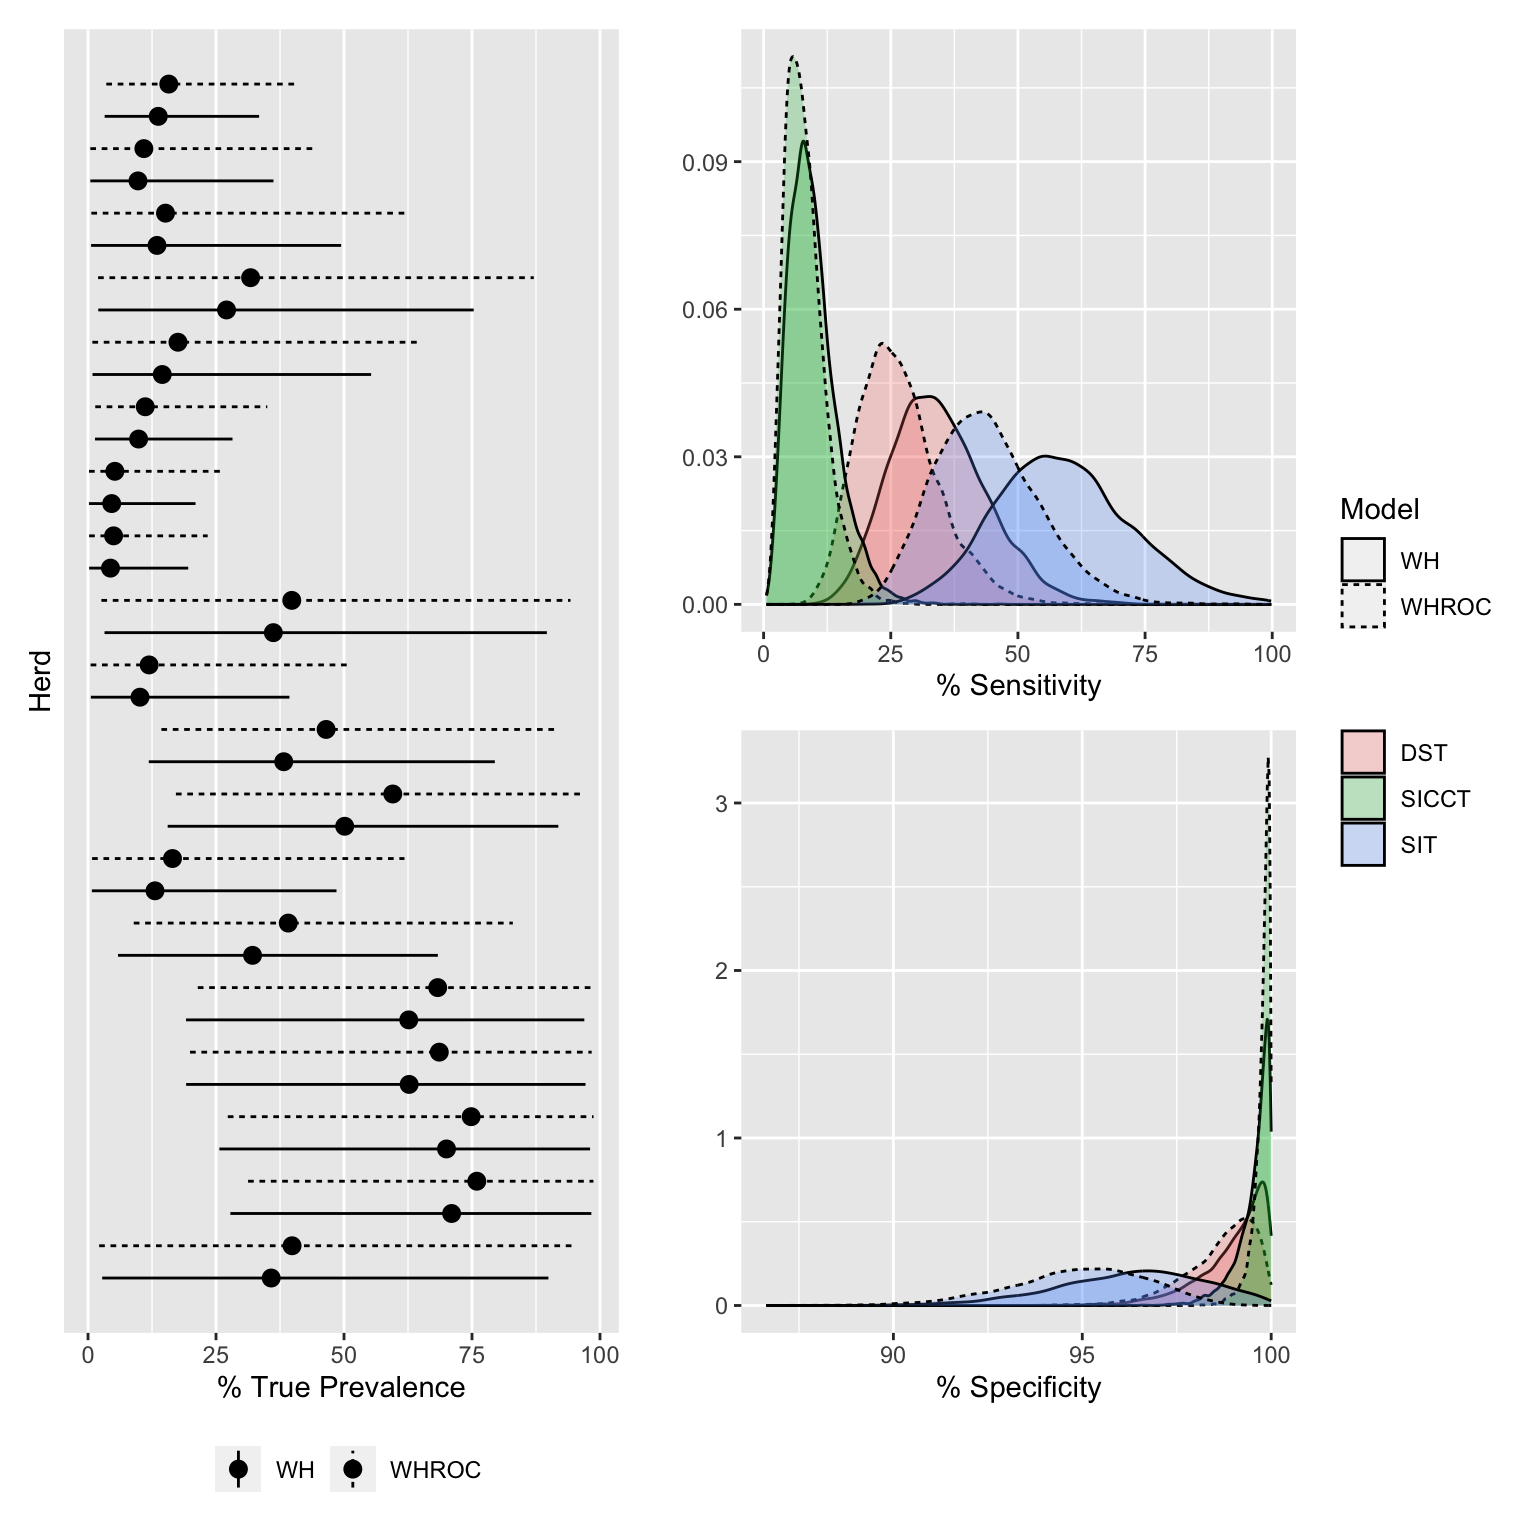 Herd
0 25 50 75 100
% True Prevalence
WH WHROC
0.09
0.06
0.03
0.00
0 25 50 75 100
% Sensitivity
3
2
1
0
90 95 100
% Specificity
Model
WH
WHROC
DST
SICCT
SIT